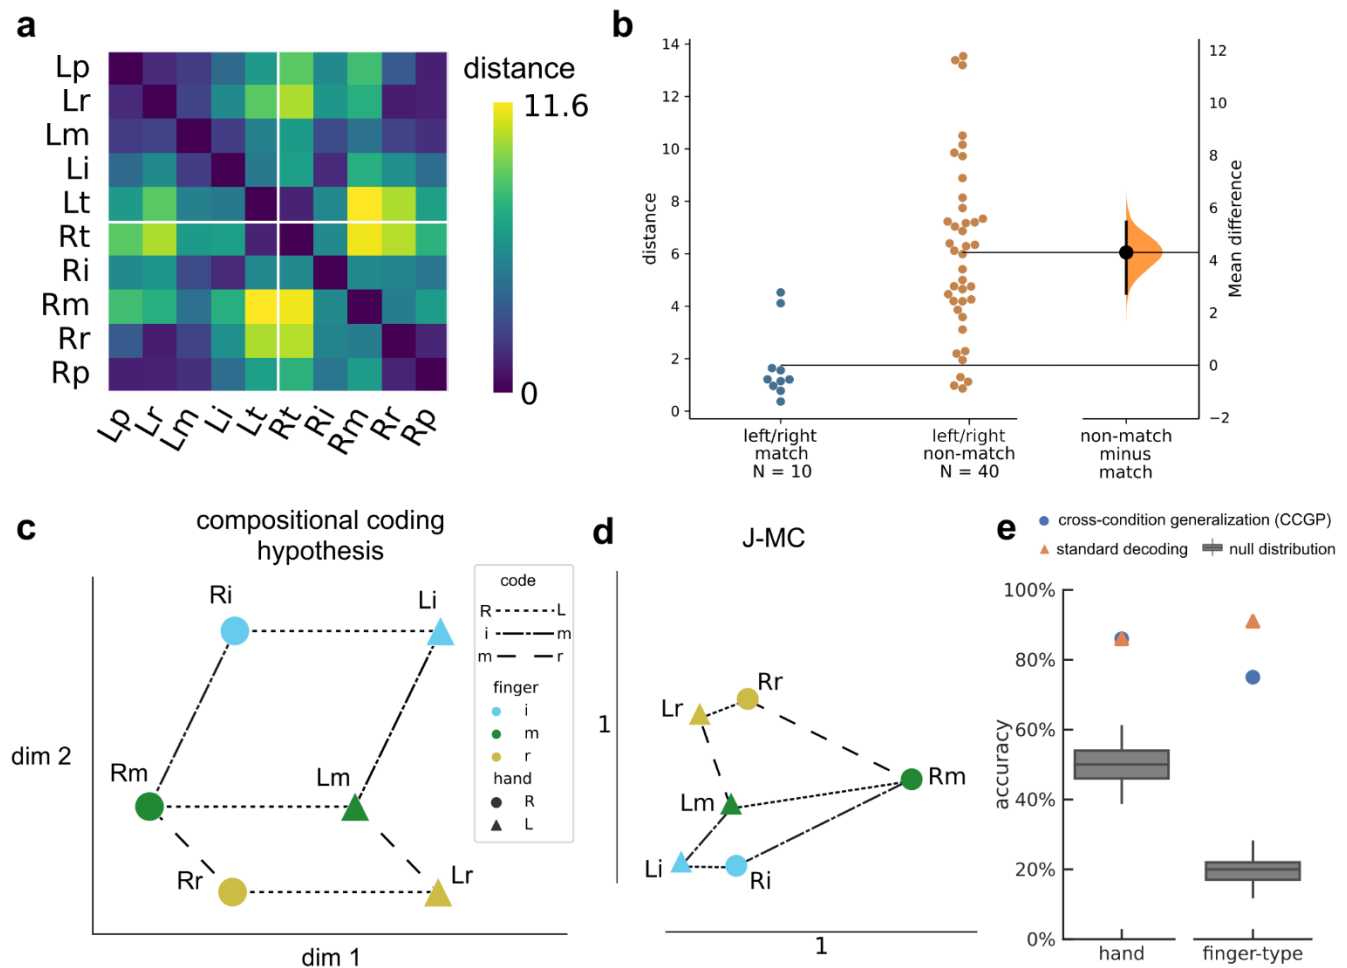 a
distance
11.6
0
Lp
Lr
Lm
Li
Lt
Rt
Ri
Rm
Rr
Rp
Lp
Lr
Lm
Li
Lt
Rt
Ri
Rm
Rr
Rp
b
14
12
10
8
6
4
2
0
distance
12
10
8
6
4
2
0
−2
Mean difference
left/right
match
N = 10
left/right
non-match
N = 40
non-match
minus
match
c
compositional coding
hypothesis
dim 2
dim 1
Ri
Li
Rm
Lm
Rr
Lr
code
R L
i m
m r
finger
i
m
r
hand
R
L
d
J-MC
1
1
Lr
Rr
Lm
Rm
Li
Ri
e
cross-condition generalization (CCGP)
standard decoding
null distribution
100%
80%
60%
40%
20%
0%
accuracy
hand
finger-type